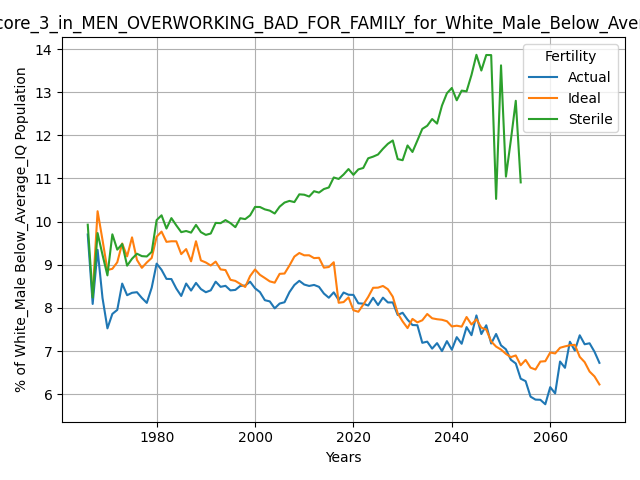 core_3_in_MEN_OVERWORKING_BAD_FOR_FAMILY_for_White_Male_Below_Aver
% of White_Male Below_Average_IQ Population
14
13
12
11
10
9
8
7
6
Fertility
Actual
Ideal
Sterile
1980 2000 2020 2040 2060
Years